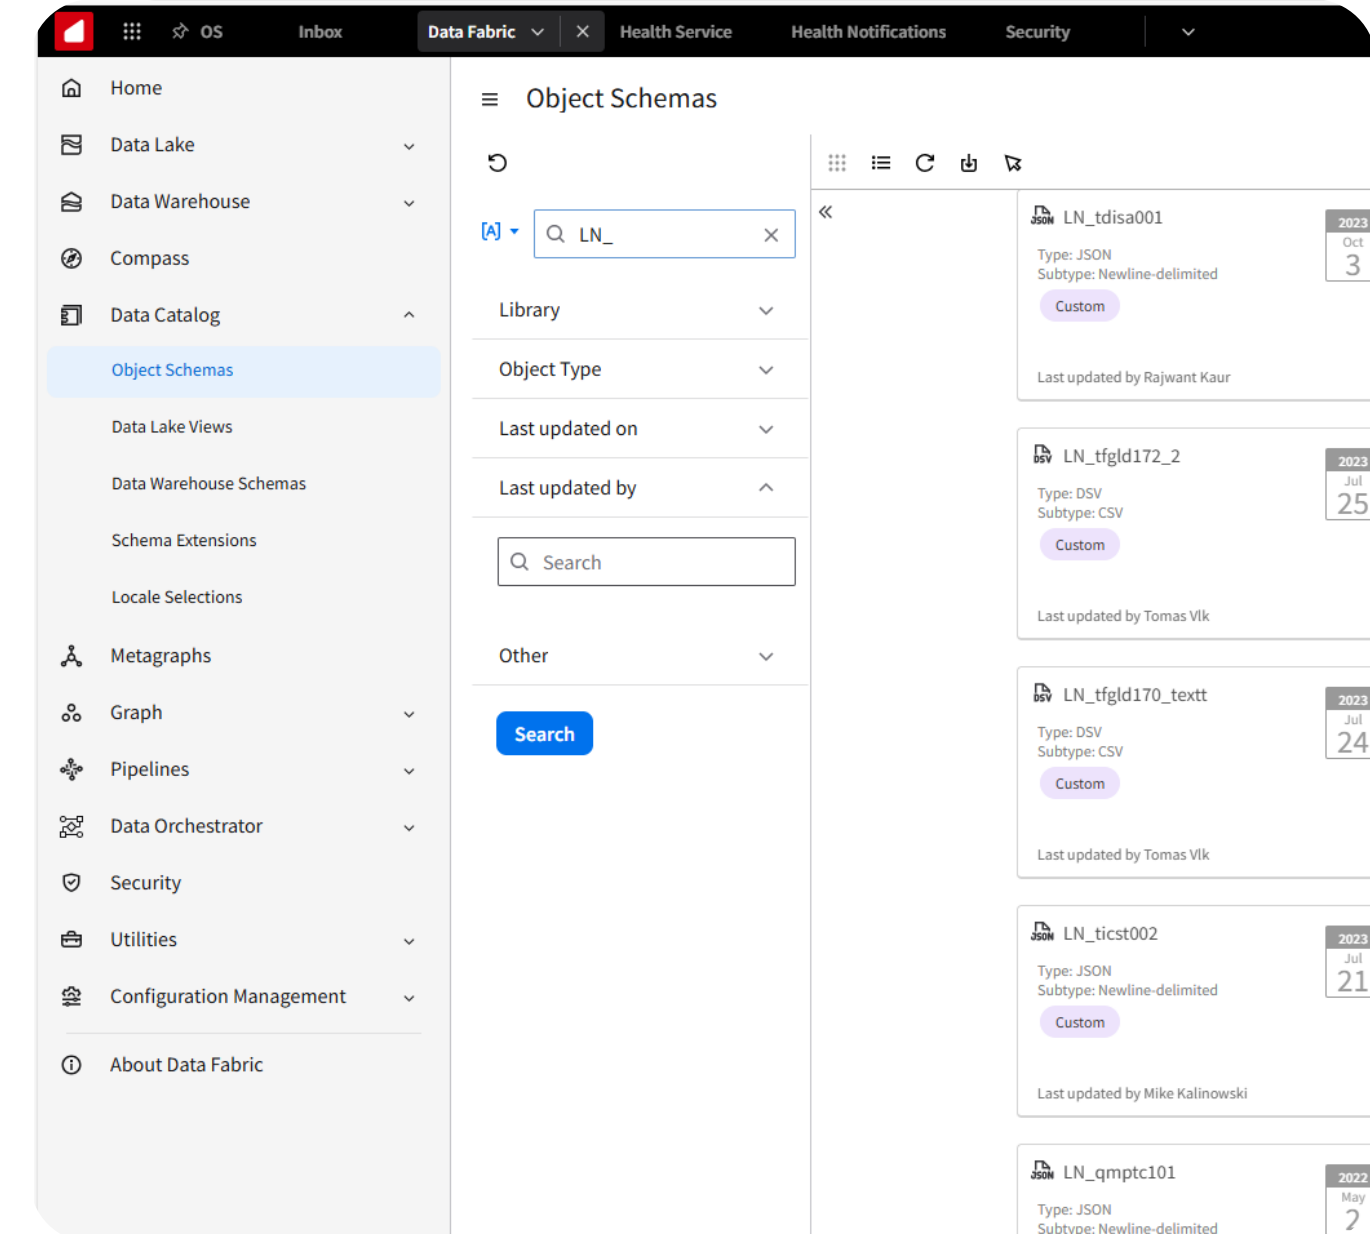 OS
Inbox
Data Fabric
Health Service
Health Notifications
Security
Home
Data Lake
Data Warehouse
Compass
Data Catalog
Object Schemas
Data Lake Views
Data Warehouse Schemas
Schema Extensions
Locale Selections
Metagraphs
Graph
Pipelines
Data Orchestrator
Security
Utilities
Configuration Management
About Data Fabric
Object Schemas
[A]
LN_
Library
Object Type
Last updated on
Last updated by
Search
Other
Search
JSON LN_tdisa001
Type: JSON
Subtype: Newline-delimited
Custom
Last updated by Rajwant Kaur
2023
Oct
3
DSV LN_tfgld172_2
Type: DSV
Subtype: CSV
Custom
Last updated by Tomas Vlk
2023
Jul
25
DSV LN_tfgld170_textt
Type: DSV
Subtype: CSV
Custom
Last updated by Tomas Vlk
2023
Jul
24
JSON LN_ticst002
Type: JSON
Subtype: Newline-delimited
Custom
Last updated by Mike Kalinowski
2023
Jul
21
JSON LN_qmptc101
Type: JSON
Subtype: Newline-delimited
2022
May
2